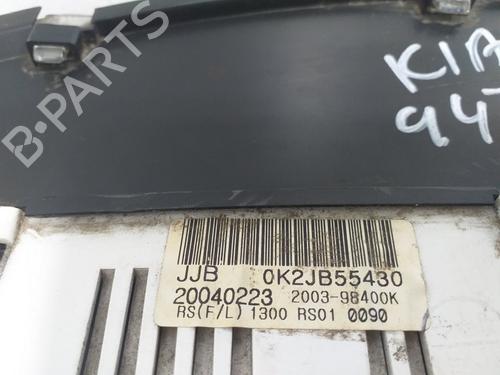 B-PARTS
KIA
94
JJB 0K2JB55430
20040223 2003-98400K
RS(F/L) 1300 RS01 0090